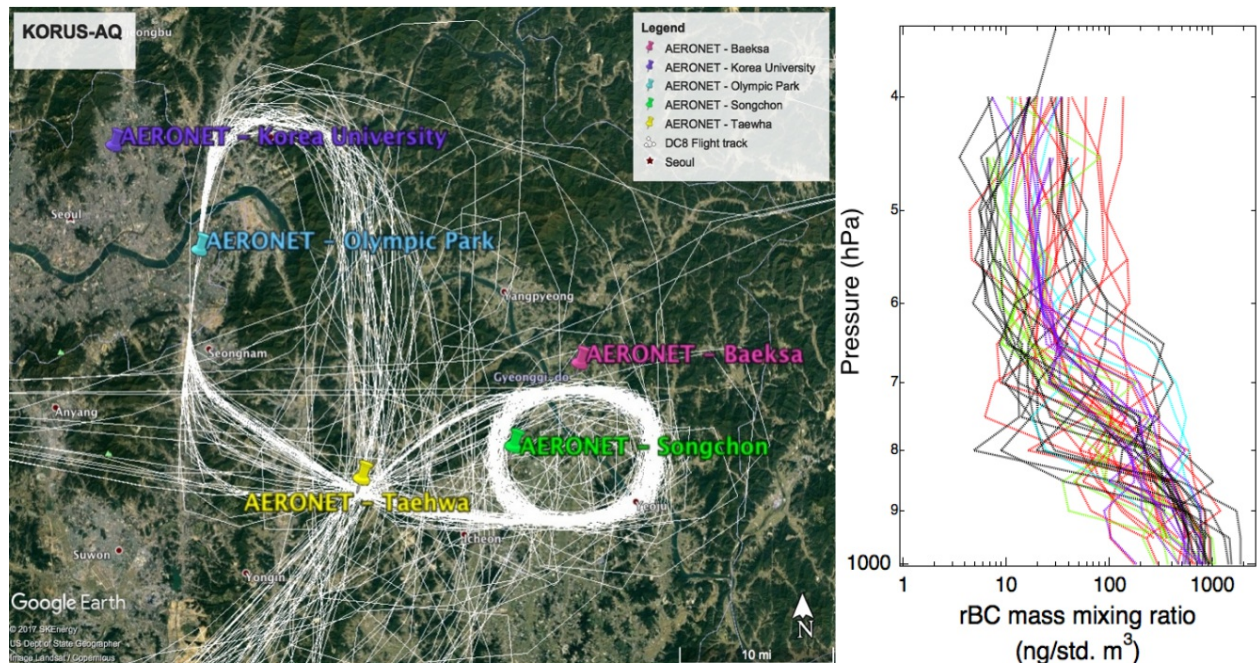 KORUS-AQ
Legend
AERONET - Baeksa
AERONET - Korea University
AERONET - Olympic Park
AERONET - Songchon
AERONET - Taewha
DC8 Flight track
Seoul
AERONET - Korea University
Seoul
AERONET - Olympic Park
Yangpyeong
Seongnam
AERONET - Baeksa
Gyeonggi-do
Anyang
AERONET - Songchon
AERONET - Taehwa
Yeoju
Icheon
Suwon
Yongin
Google Earth
© 2017 SKEnergy
US Dept of State Geographer
Image Landsat / Copernicus
N
10 mi
Pressure (hPa)
4
5
6
7
8
9
1000
1
10
100
1000
rBC mass mixing ratio
(ng/std. m³)